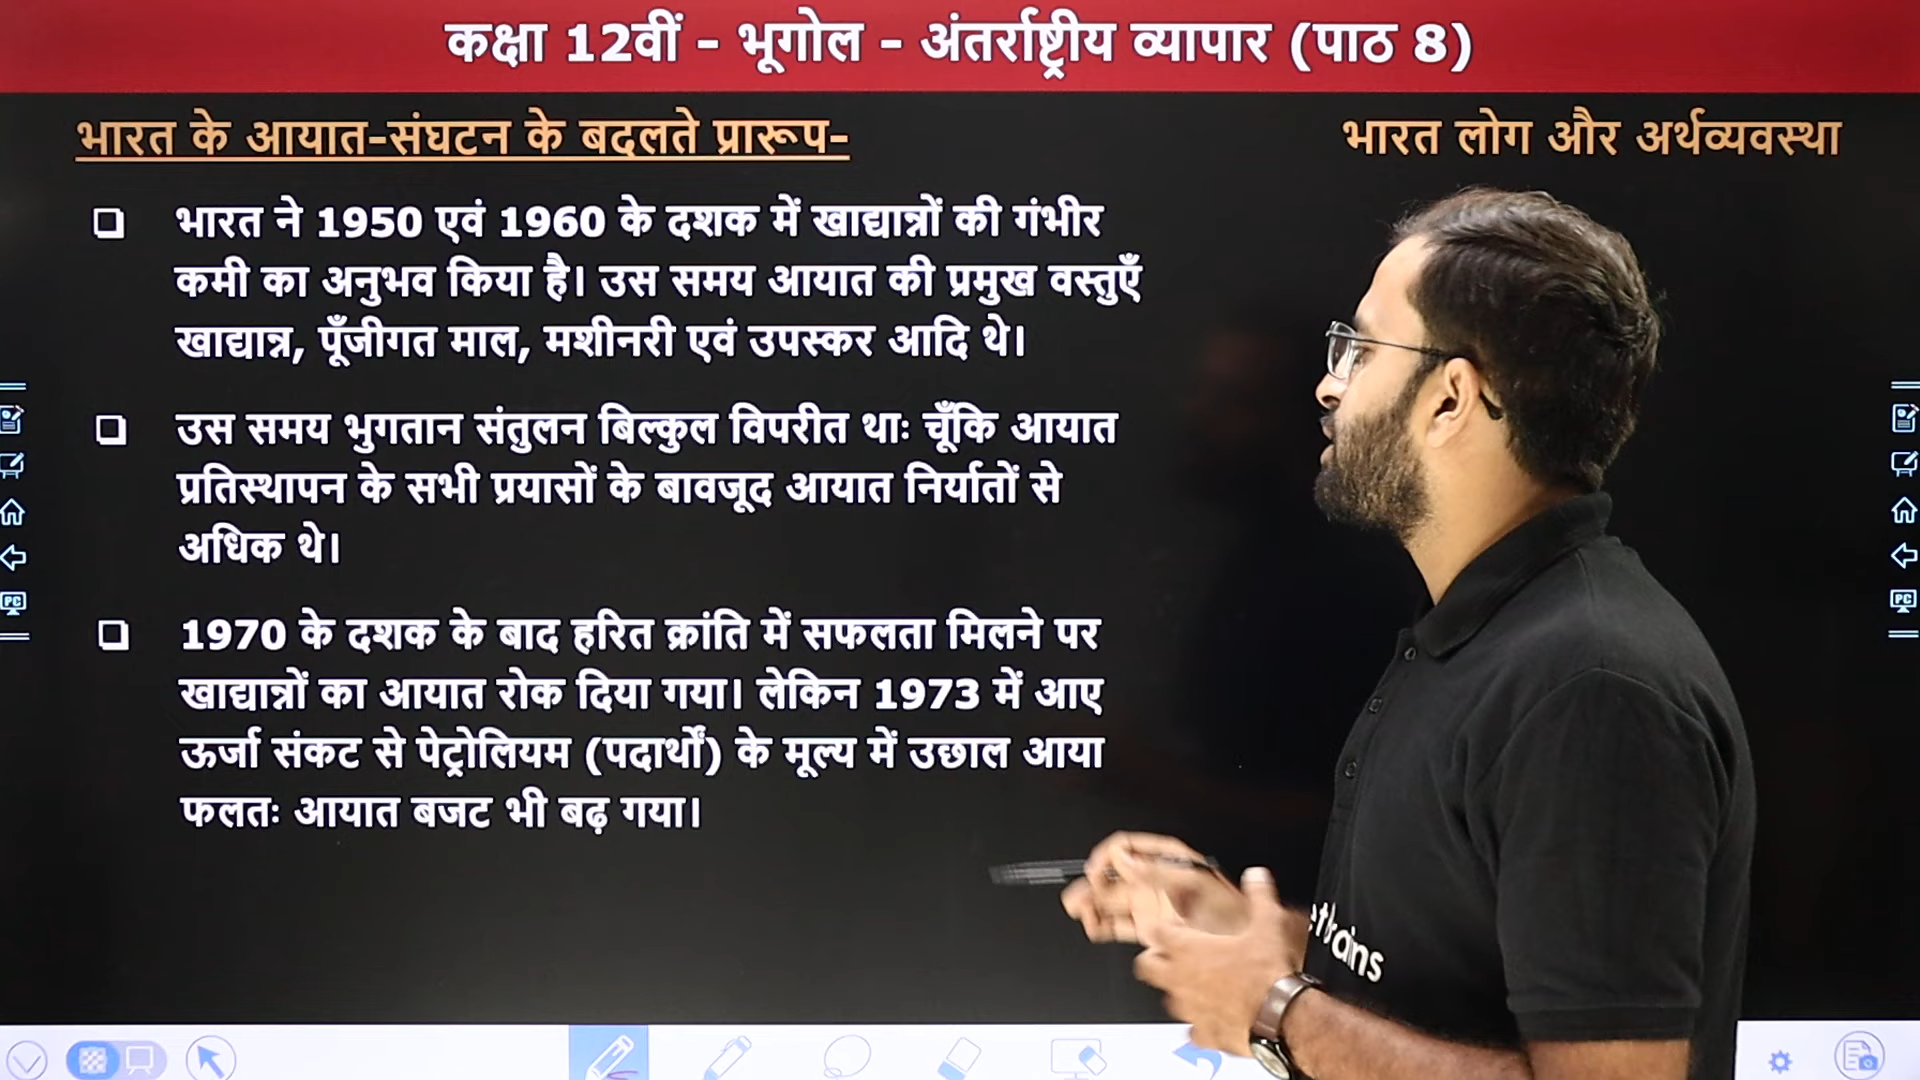 कक्षा 12वीं - भूगोल - अंतर्राष्ट्रीय व्यापार (पाठ 8)
भारत के आयात-संघटन के बदलते प्रारूप-
भारत लोग और अर्थव्यवस्था
भारत ने 1950 एवं 1960 के दशक में खाद्यान्नों की गंभीर
कमी का अनुभव किया है। उस समय आयात की प्रमुख वस्तुएँ
खाद्यान्न, पूँजीगत माल, मशीनरी एवं उपस्कर आदि थे।
उस समय भुगतान संतुलन बिल्कुल विपरीत थाः चूँकि आयात
प्रतिस्थापन के सभी प्रयासों के बावजूद आयात निर्यातों से
अधिक थे।
1970 के दशक के बाद हरित क्रांति में सफलता मिलने पर
खाद्यान्नों का आयात रोक दिया गया। लेकिन 1973 में आए
ऊर्जा संकट से पेट्रोलियम (पदार्थों) के मूल्य में उछाल आया
फलतः आयात बजट भी बढ़ गया।
PC
PC